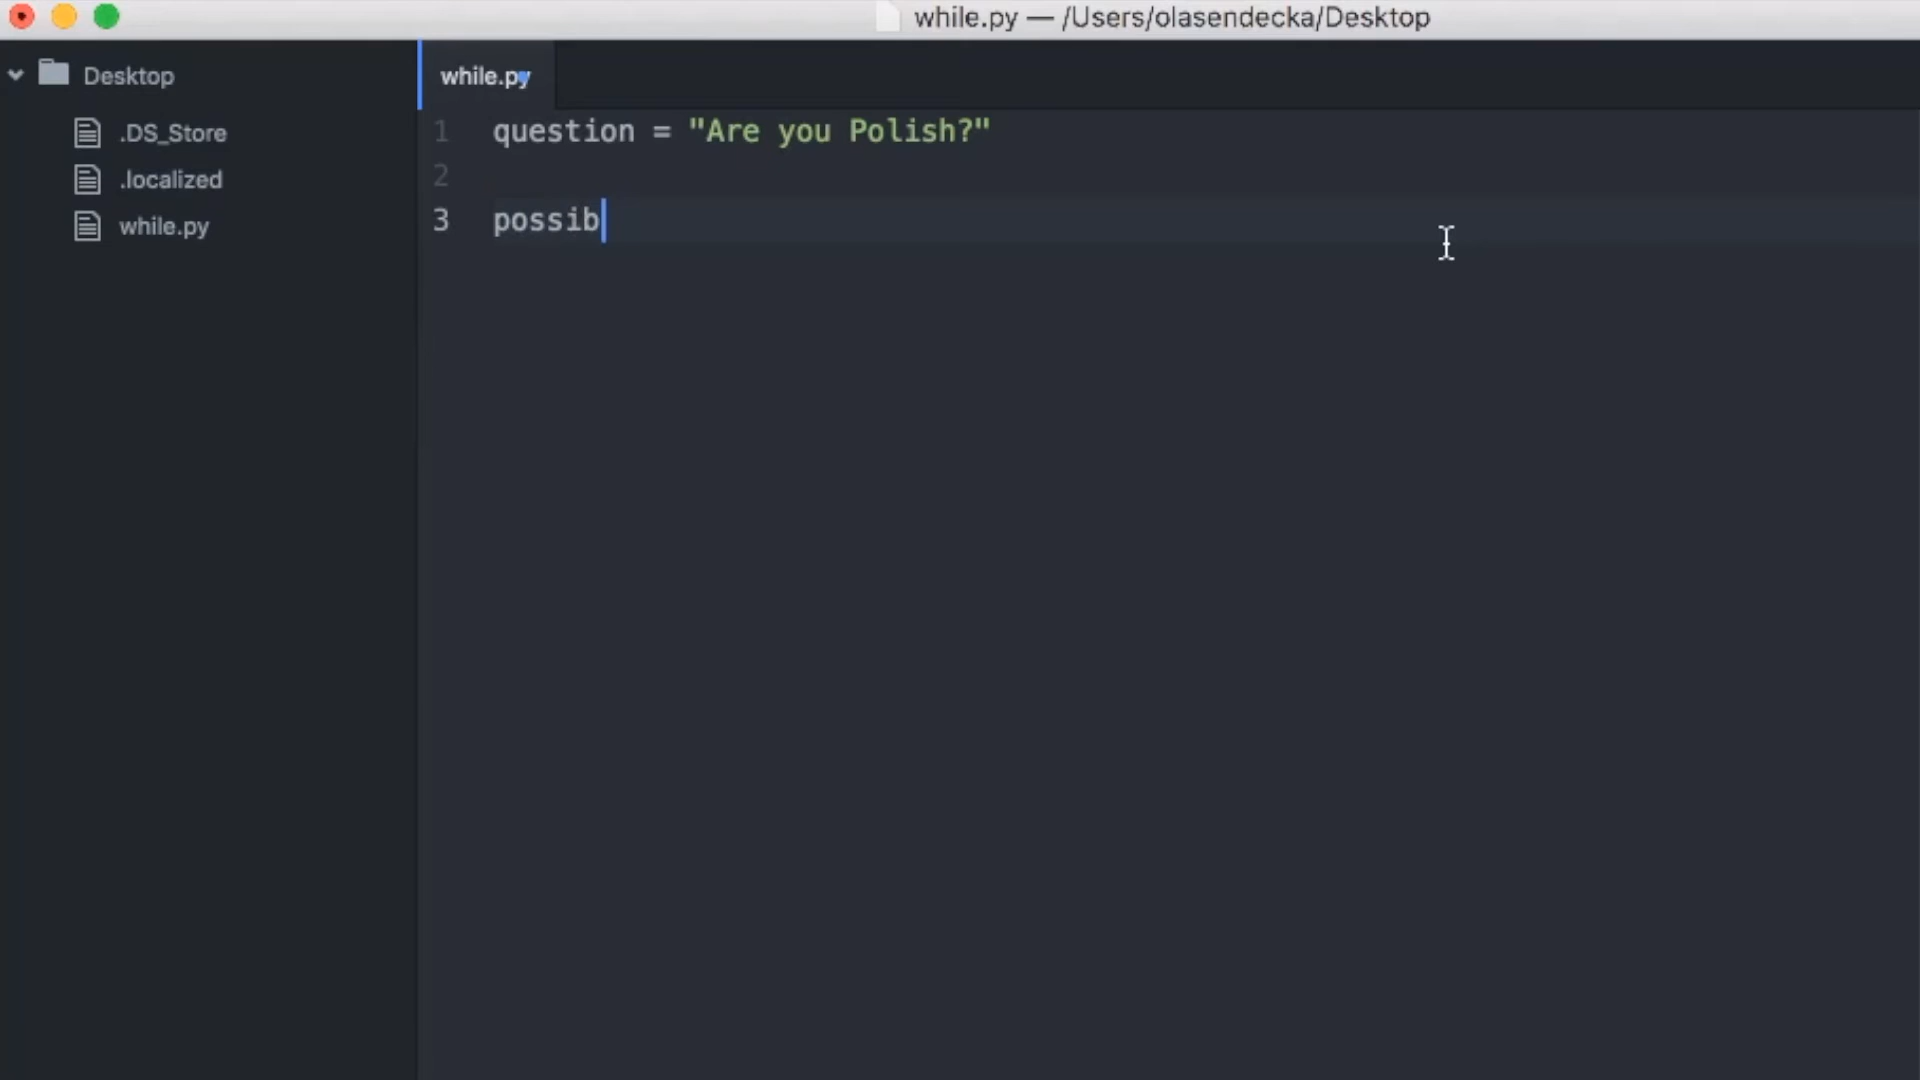 while.py — /Users/olasendecka/Desktop
Desktop
.DS_Store
.localized
while.py
while.py
1 question = "Are you Polish?"
2
3 possib